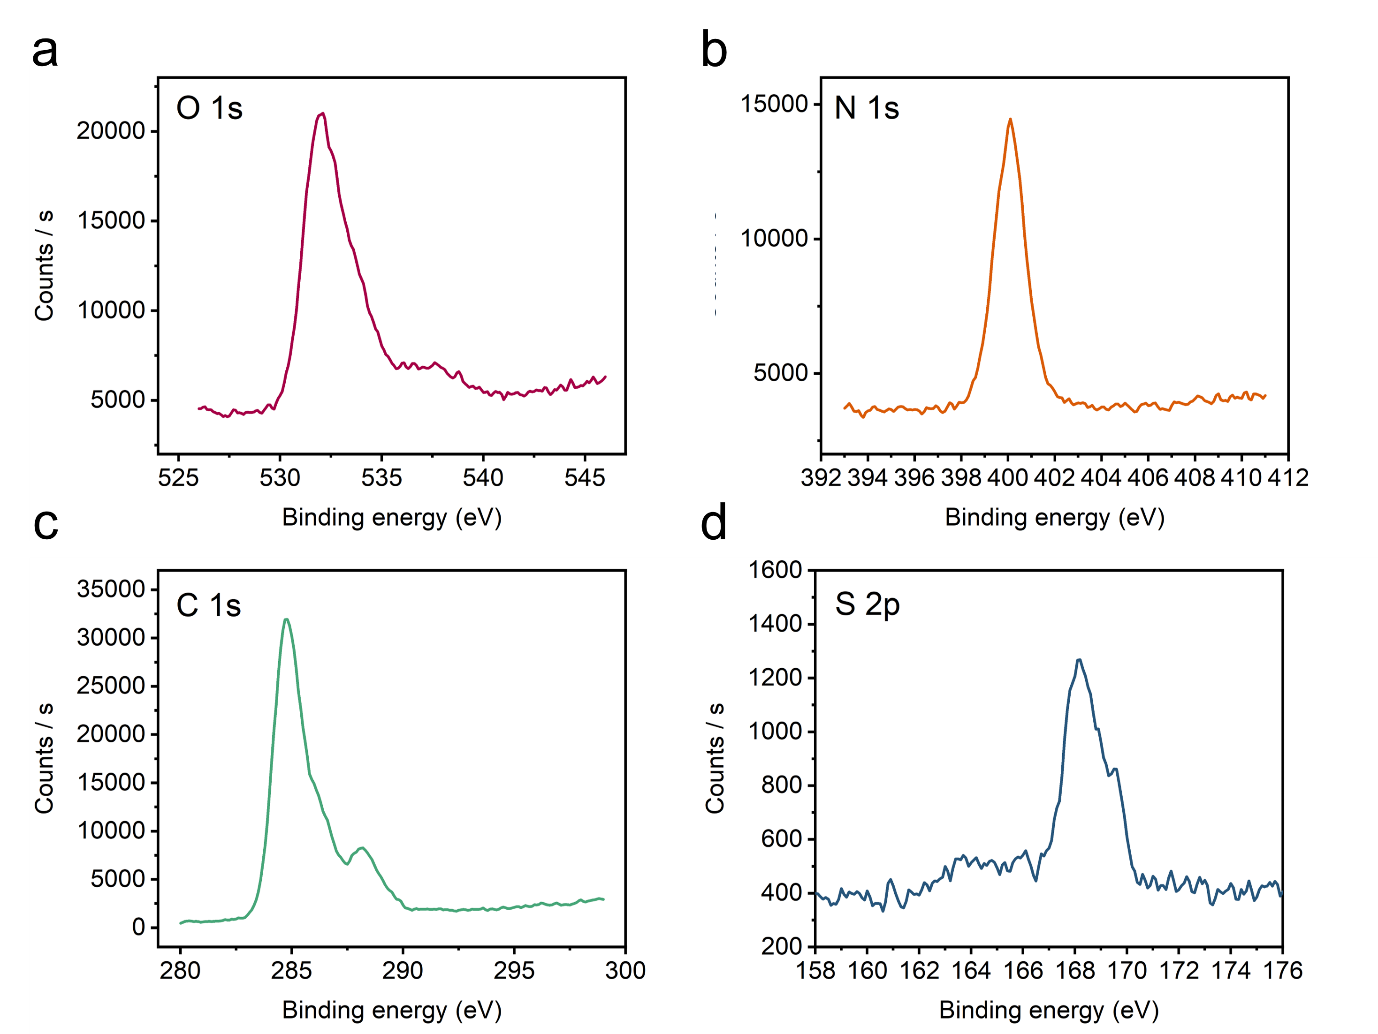 a
O 1s
20000
15000
10000
5000
Counts / s
525 530 535 540 545
Binding energy (eV)
b
N 1s
15000
10000
5000
392 394 396 398 400 402 404 406 408 410 412
Binding energy (eV)
c
C 1s
35000
30000
25000
20000
15000
10000
5000
0
Counts / s
280 285 290 295 300
Binding energy (eV)
d
S 2p
1600
1400
1200
1000
800
600
400
200
Counts / s
158 160 162 164 166 168 170 172 174 176
Binding energy (eV)